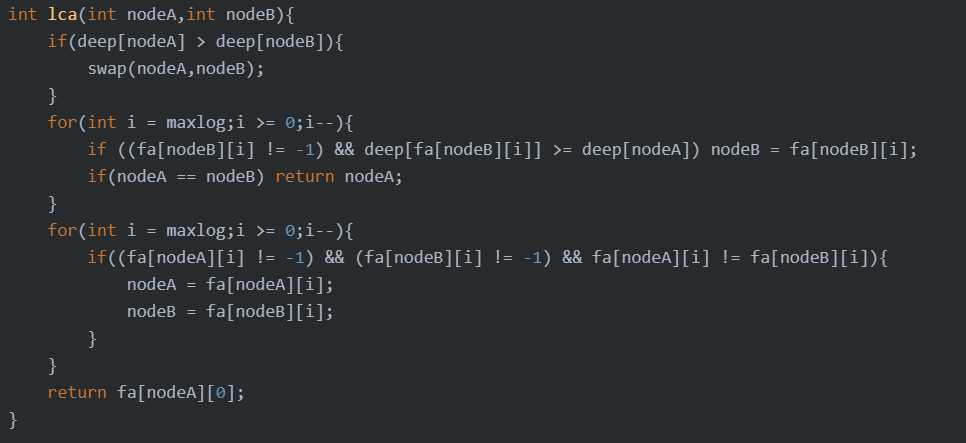 int lca(int nodeA,int nodeB){
    if(deep[nodeA] > deep[nodeB]){
        swap(nodeA,nodeB);
    }
    for(int i = maxlog;i >= 0;i--){
        if ((fa[nodeB][i] != -1) && deep[fa[nodeB][i]] >= deep[nodeA]) nodeB = fa[nodeB][i];
        if(nodeA == nodeB) return nodeA;
    }
    for(int i = maxlog;i >= 0;i--){
        if((fa[nodeA][i] != -1) && (fa[nodeB][i] != -1) && fa[nodeA][i] != fa[nodeB][i]){
            nodeA = fa[nodeA][i];
            nodeB = fa[nodeB][i];
        }
    }
    return fa[nodeA][0];
}